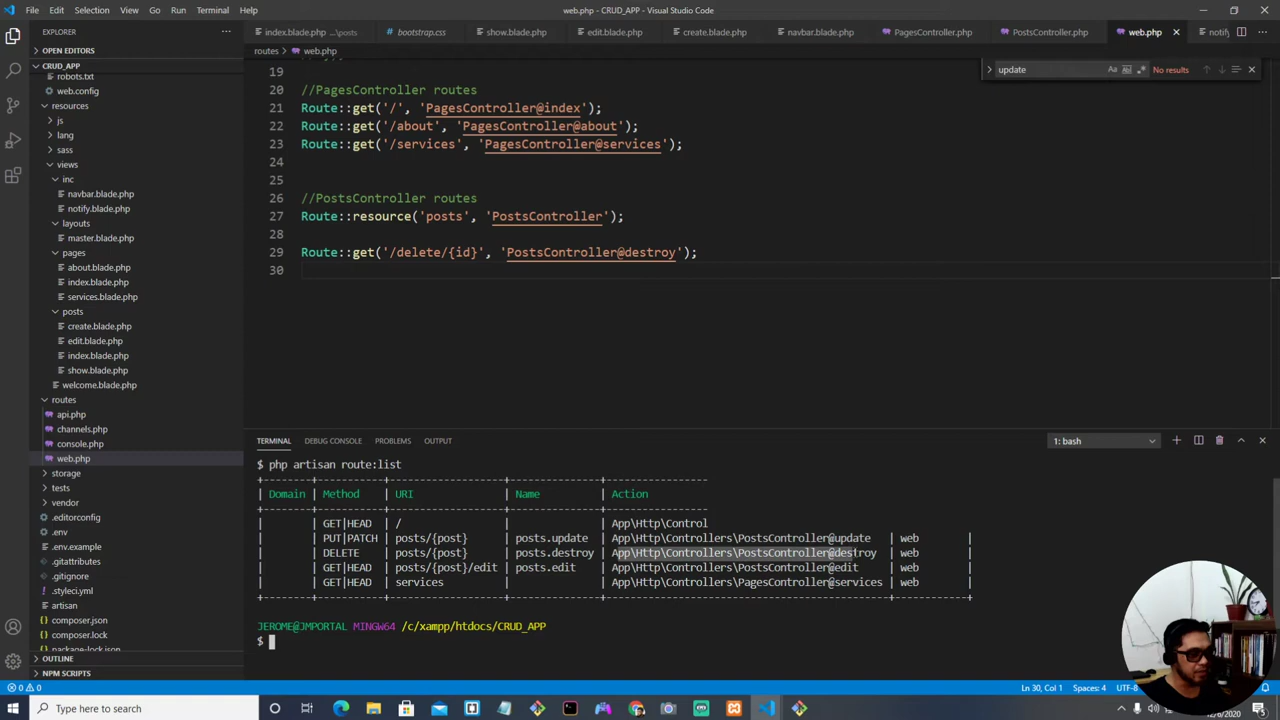 File Edit Selection View Go Run Terminal Help
web.php - CRUD_APP - Visual Studio Code
EXPLORER
index.blade.php ...\posts
bootstrap.css
show.blade.php
edit.blade.php
create.blade.php
navbar.blade.php
PagesController.php
PostsController.php
web.php
notify
OPEN EDITORS
CRUD_APP
robots.txt
web.config
resources
js
lang
sass
views
inc
navbar.blade.php
notify.blade.php
layouts
master.blade.php
pages
about.blade.php
index.blade.php
services.blade.php
posts
create.blade.php
edit.blade.php
index.blade.php
show.blade.php
welcome.blade.php
routes
api.php
channels.php
console.php
web.php
storage
tests
vendor
.editorconfig
.env
.env.example
.gitattributes
.gitignore
.styleci.yml
artisan
composer.json
composer.lock
package-lock.json
OUTLINE
NPM SCRIPTS
routes > web.php
update
Aa Abl .*
No results
19
20 //PagesController routes
21 Route::get('/', 'PagesController@index');
22 Route::get('/about', 'PagesController@about');
23 Route::get('/services', 'PagesController@services');
24
25
26 //PostsController routes
27 Route::resource('posts', 'PostsController');
28
29 Route::get('/delete/{id}', 'PostsController@destroy');
30
TERMINAL DEBUG CONSOLE PROBLEMS OUTPUT
1: bash
$ php artisan route:list
+--------+-----------+-------------------+---------------+---------------
| Domain | Method | URI | Name | Action
+--------+-----------+-------------------+---------------+---------------
| | GET|HEAD | / | | App\Http\Control
| | PUT|PATCH | posts/{post} | posts.update | App\Http\Controllers\PostsController@update | web |
| | DELETE | posts/{post} | posts.destroy | App\Http\Controllers\PostsController@destroy | web |
| | GET|HEAD | posts/{post}/edit | posts.edit | App\Http\Controllers\PostsController@edit | web |
| | GET|HEAD | services | | App\Http\Controllers\PagesController@services | web |
+--------+-----------+-------------------+---------------+-----------------------------------------------+------------+
JEROME@JMPORTAL MINGW64 /c/xampp/htdocs/CRUD_APP
$
0 0
Ln 30, Col 1
Spaces: 4
UTF-8
Type here to search